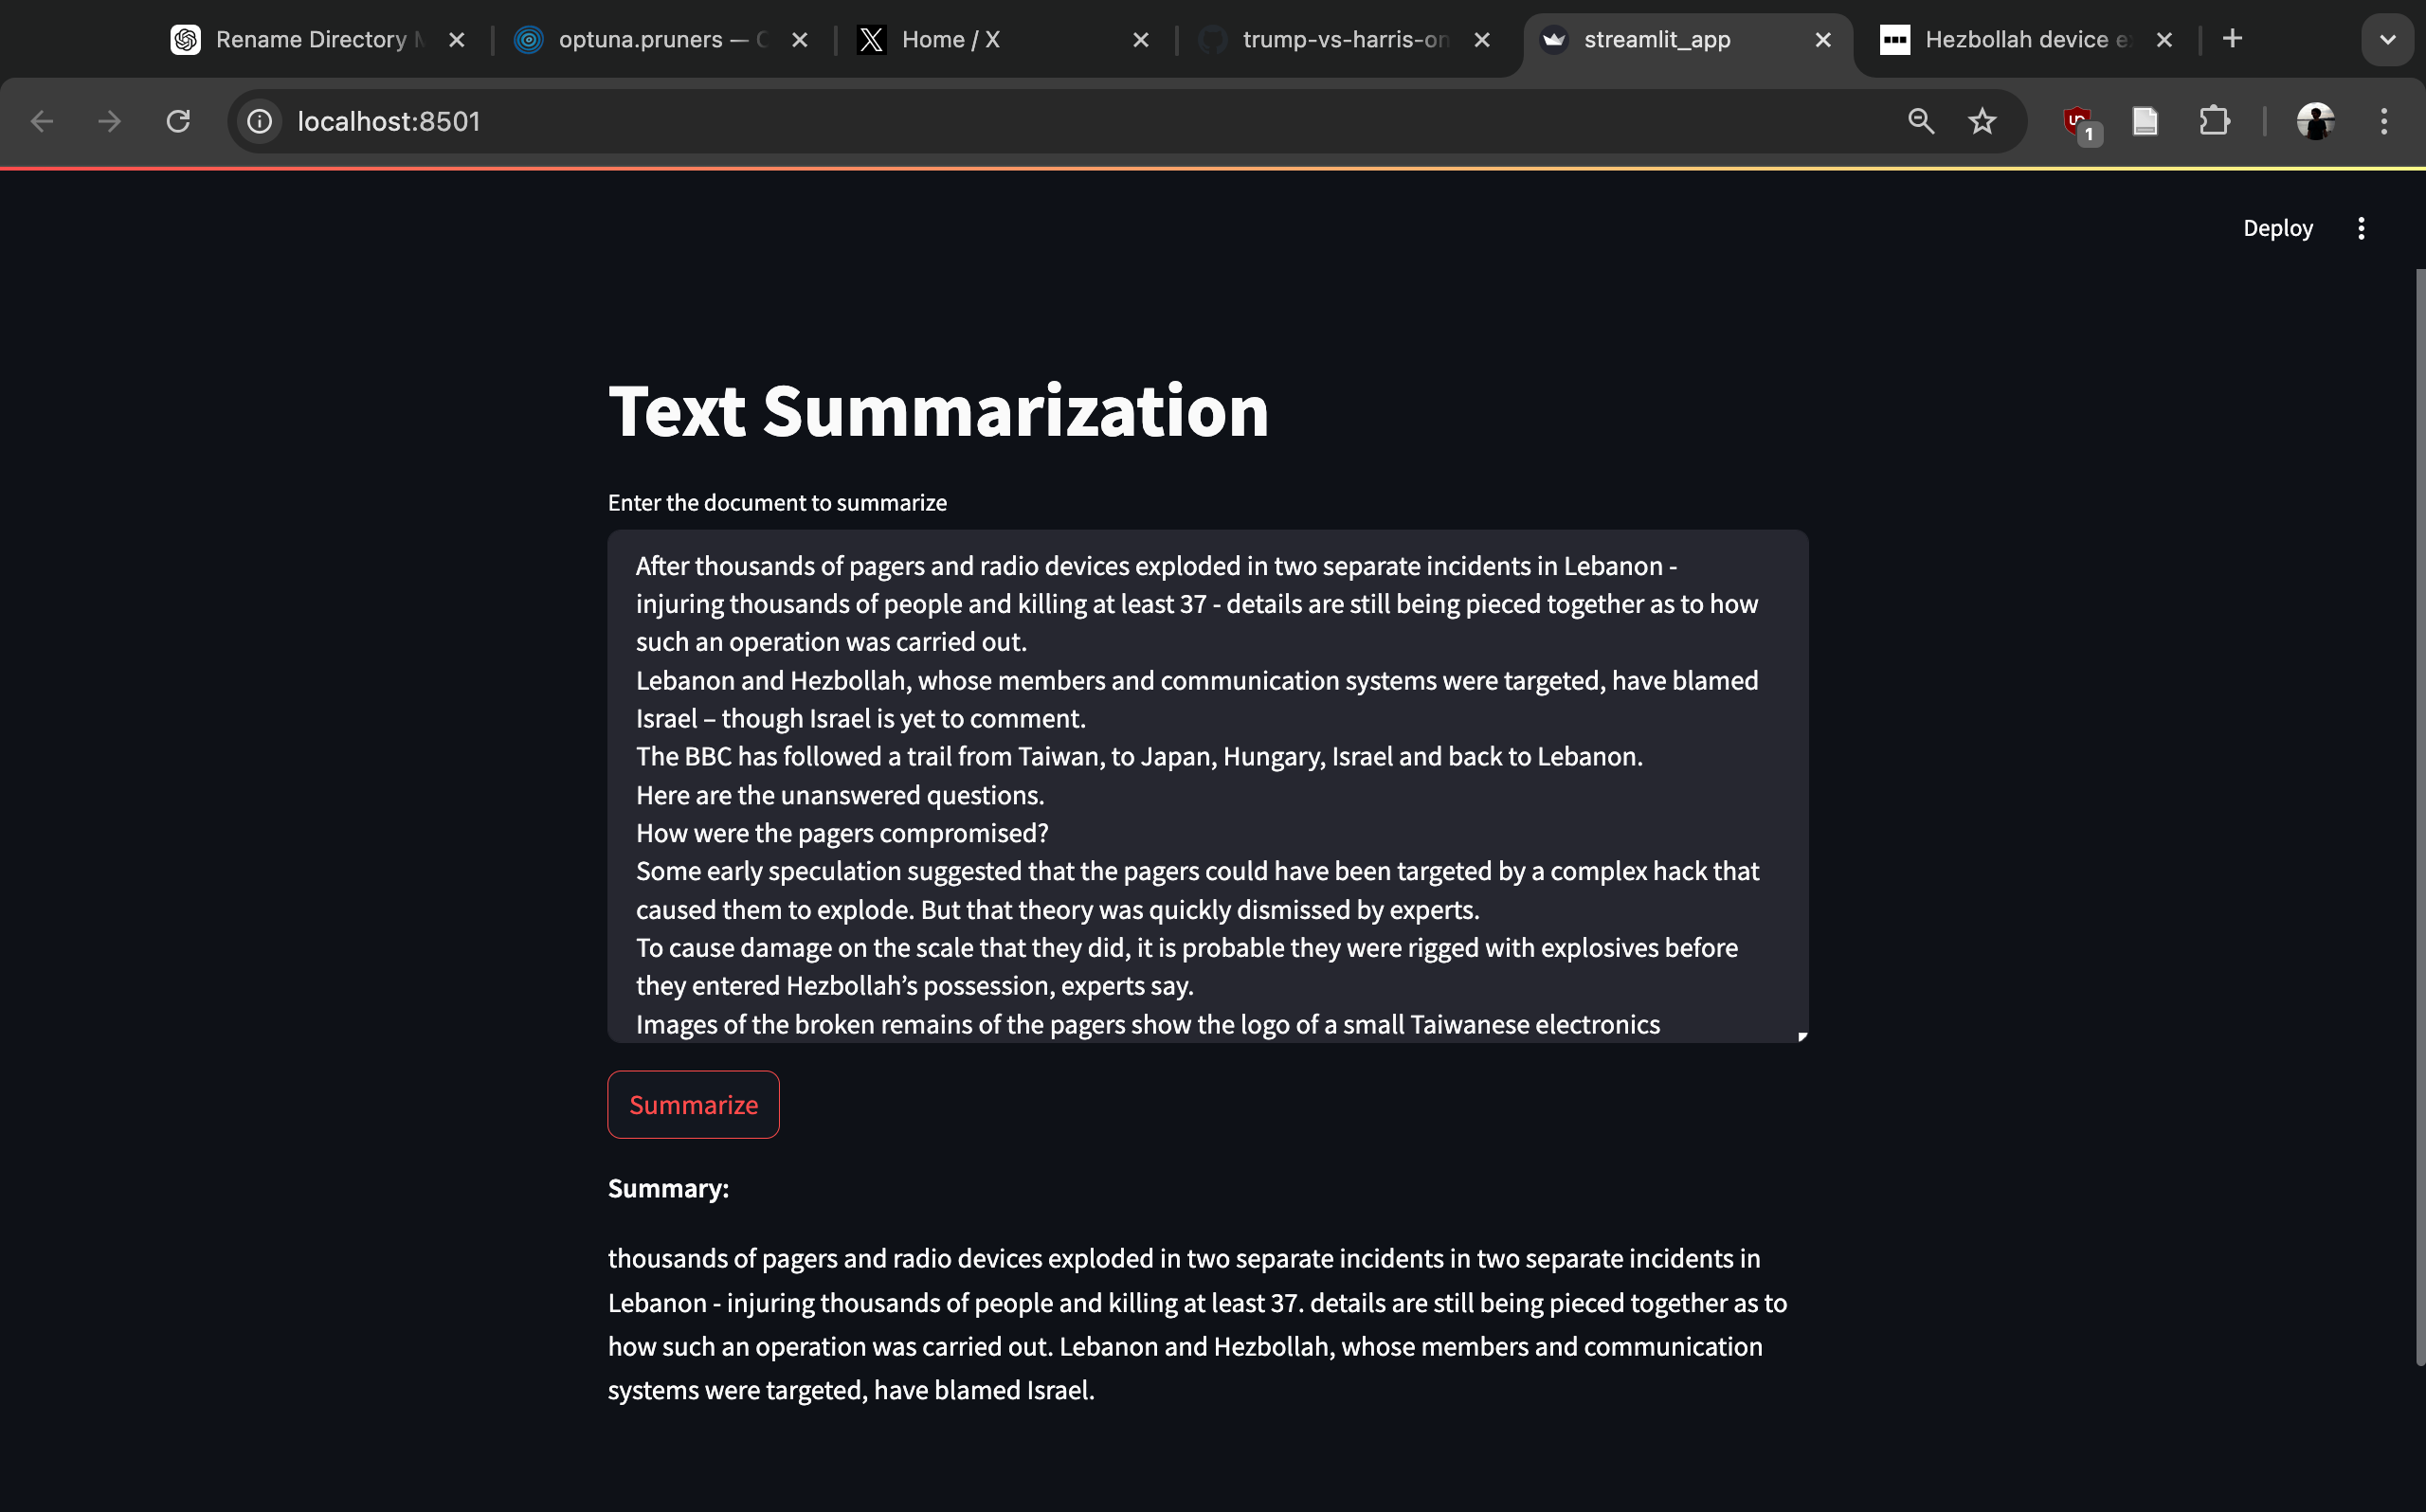 Rename Directory
optuna.pruners —
Home / X
trump-vs-harris-on
streamlit_app
Hezbollah device
localhost:8501
1
Deploy
Text Summarization
Enter the document to summarize
After thousands of pagers and radio devices exploded in two separate incidents in Lebanon -
injuring thousands of people and killing at least 37 - details are still being pieced together as to how
such an operation was carried out.
Lebanon and Hezbollah, whose members and communication systems were targeted, have blamed
Israel – though Israel is yet to comment.
The BBC has followed a trail from Taiwan, to Japan, Hungary, Israel and back to Lebanon.
Here are the unanswered questions.
How were the pagers compromised?
Some early speculation suggested that the pagers could have been targeted by a complex hack that
caused them to explode. But that theory was quickly dismissed by experts.
To cause damage on the scale that they did, it is probable they were rigged with explosives before
they entered Hezbollah’s possession, experts say.
Images of the broken remains of the pagers show the logo of a small Taiwanese electronics
Summarize
Summary:
thousands of pagers and radio devices exploded in two separate incidents in two separate incidents in
Lebanon - injuring thousands of people and killing at least 37. details are still being pieced together as to
how such an operation was carried out. Lebanon and Hezbollah, whose members and communication
systems were targeted, have blamed Israel.